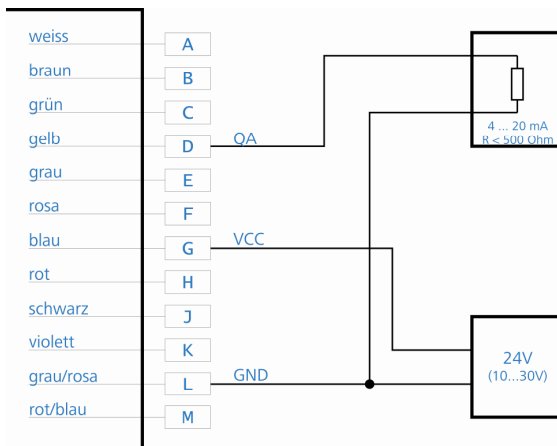 weiss A
braun B
grün C
gelb D QA
4 ... 20 mA
R < 500 Ohm
grau E
rosa F
blau G VCC
rot H
schwarz J
violett K
24V
(10...30V)
grau/rosa L GND
rot/blau M